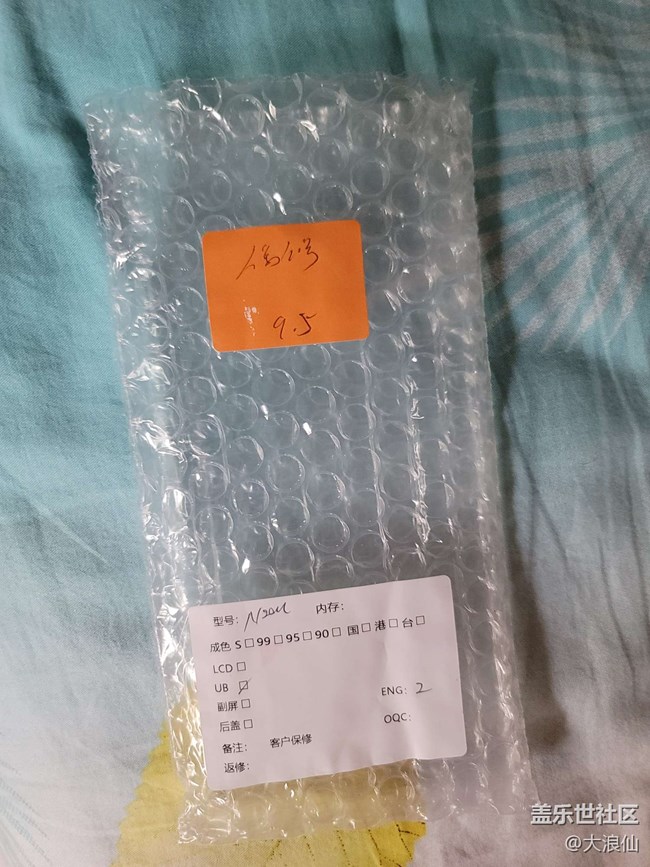 9.5
型号: N20U 内存:
成色 S□ 99□ 95□ 90□ 国□ 港□ 台□
LCD □
UB ☑
副屏 □
ENG: 2
后盖 □
OQC:
备注: 客户保修
返修:
盖乐世社区
@大浪仙